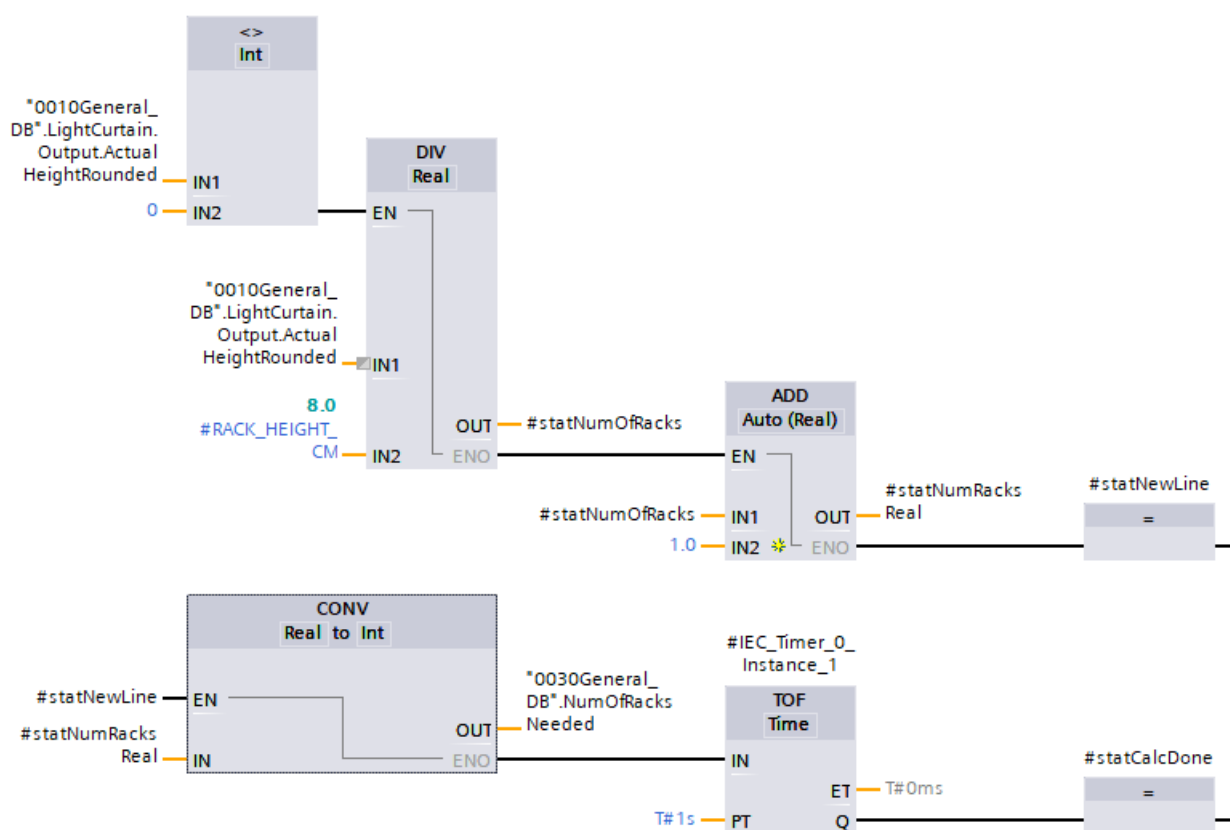 <>
Int
"0010General_
DB".LightCurtain.
Output.Actual
HeightRounded
IN1
0
IN2
DIV
Real
EN
"0010General_
DB".LightCurtain.
Output.Actual
HeightRounded
IN1
8.0
#RACK_HEIGHT_
CM
IN2
OUT
#statNumOfRacks
ENO
ADD
Auto (Real)
EN
#statNumOfRacks
IN1
1.0
IN2
OUT
#statNumRacks
Real
ENO
#statNewLine
=
CONV
Real to Int
#statNewLine
EN
#statNumRacks
Real
IN
OUT
"0030General_
DB".NumOfRacks
Needed
ENO
#IEC_Timer_0_
Instance_1
TOF
Time
IN
ET
T#0ms
T#1s
PT
Q
#statCalcDone
=